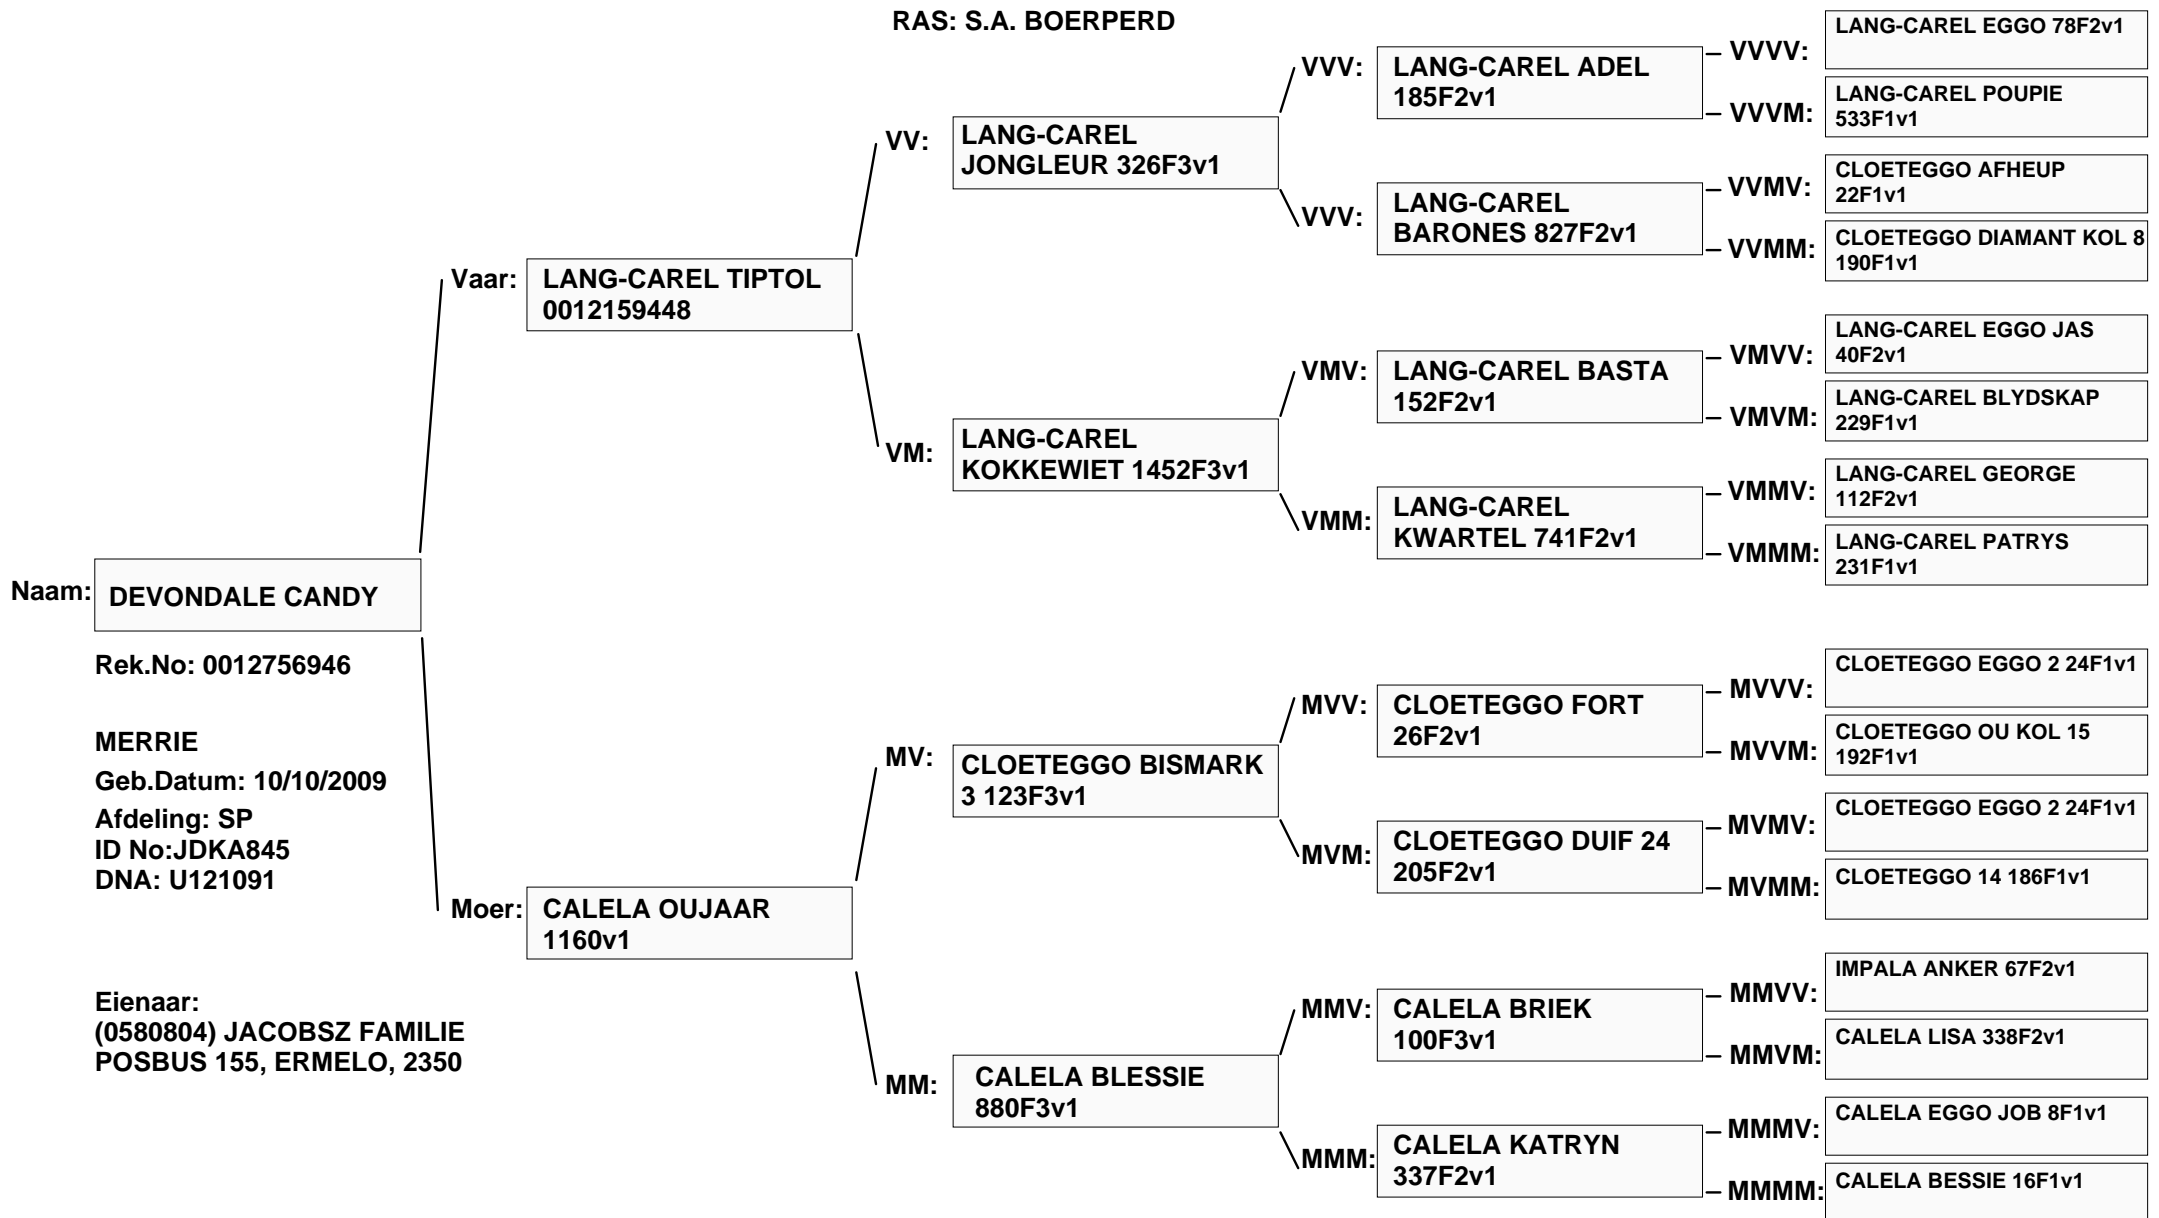 RAS: S.A. BOERPERD
Naam:
DEVONDALE CANDY
Rek.No: 0012756946
MERRIE
Geb.Datum: 10/10/2009
Afdeling: SP
ID No:JDKA845
DNA: U121091
Eienaar:
(0580804) JACOBSZ FAMILIE
POSBUS 155, ERMELO, 2350
Vaar:
LANG-CAREL TIPTOL
0012159448
Moer:
CALELA OUJAAR
1160v1
VV:
LANG-CAREL
JONGLEUR 326F3v1
VM:
LANG-CAREL
KOKKEWIET 1452F3v1
MV:
CLOETEGGO BISMARK
3 123F3v1
MM:
CALELA BLESSIE
880F3v1
VVV:
LANG-CAREL ADEL
185F2v1
VVV:
LANG-CAREL
BARONES 827F2v1
VMV:
LANG-CAREL BASTA
152F2v1
VMM:
LANG-CAREL
KWARTEL 741F2v1
MVV:
CLOETEGGO FORT
26F2v1
MVM:
CLOETEGGO DUIF 24
205F2v1
MMV:
CALELA BRIEK
100F3v1
MMM:
CALELA KATRYN
337F2v1
VVVV:
LANG-CAREL EGGO 78F2v1
VVVM:
LANG-CAREL POUPIE
533F1v1
VVMV:
CLOETEGGO AFHEUP
22F1v1
VVMM:
CLOETEGGO DIAMANT KOL 8
190F1v1
VMVV:
LANG-CAREL EGGO JAS
40F2v1
VMVM:
LANG-CAREL BLYDSKAP
229F1v1
VMMV:
LANG-CAREL GEORGE
112F2v1
VMMM:
LANG-CAREL PATRYS
231F1v1
MVVV:
CLOETEGGO EGGO 2 24F1v1
MVVM:
CLOETEGGO OU KOL 15
192F1v1
MVMV:
CLOETEGGO EGGO 2 24F1v1
MVMM:
CLOETEGGO 14 186F1v1
MMVV:
IMPALA ANKER 67F2v1
MMVM:
CALELA LISA 338F2v1
MMMV:
CALELA EGGO JOB 8F1v1
MMMM:
CALELA BESSIE 16F1v1